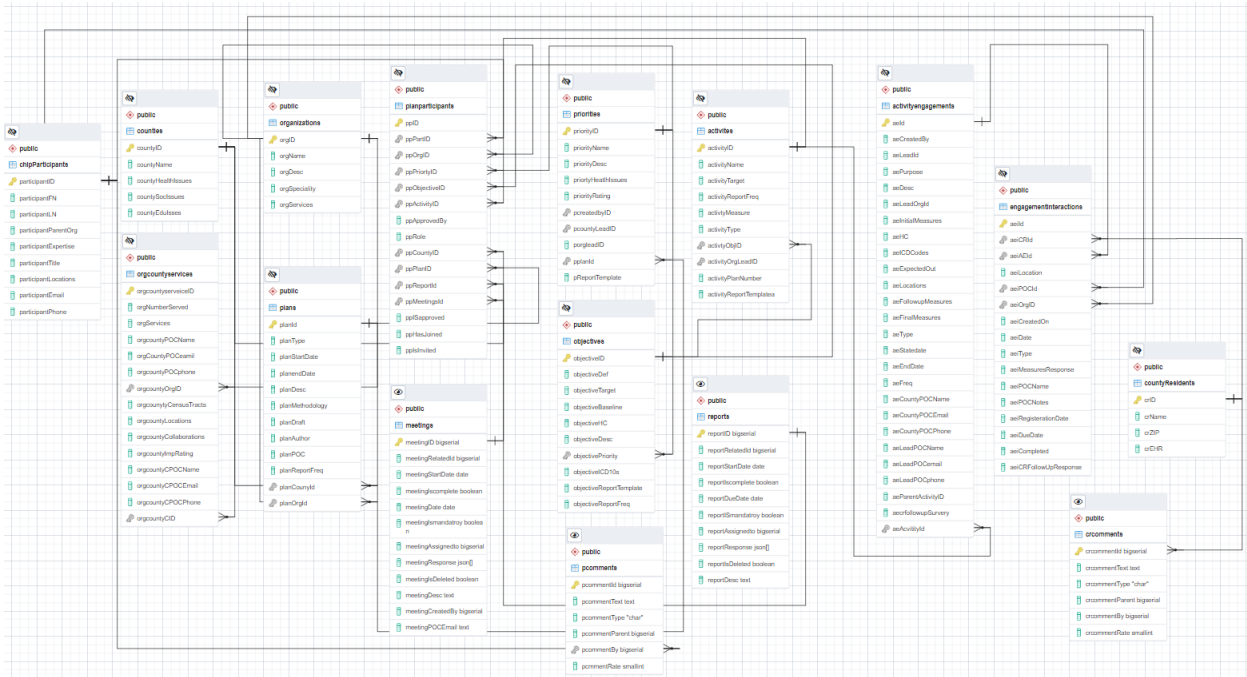 public
chipParticipants
participantID
participantFN
participantLN
participantParentOrg
participantExpertise
participantTitle
participantLocations
participantEmail
participantPhone
public
counties
countyID
countyName
countyHealthIssues
countySocIssues
countyEduIsses
public
orgcountyservices
orgcountyserveiceID
orgNumberServed
orgServices
orgcountyPOCName
orgCountyPOCeamil
orgcountyPOCphone
orgcountyOrgID
orgcountytyCensusTracts
orgcountyLocations
orgcountyCollaborations
orgcountyImpRating
orgcountyCPOCName
orgcountyCPOCEmail
orgcountyCPOCPhone
orgcountyCID
public
organizations
orgID
orgName
orgDesc
orgSpeciality
orgServices
public
plans
planId
planType
planStartDate
planendDate
planDesc
planMethodology
planDraft
planAuthor
planPOC
planReportFreq
planCounyId
planOrgId
public
planparticipants
ppID
ppPartID
ppOrgID
ppPriorityID
ppObjectiveID
ppActivityID
ppApprovedBy
ppRole
ppCountyID
ppPlanID
ppReportId
ppMeetingsId
ppISapproved
ppHasJoined
ppIsInvited
public
meetings
meetingID bigserial
meetingRelatedId bigserial
meetingStartDate date
meetingIscomplete boolean
meetingDate date
meetingIsmandatroy boolea
n
meetingAssignedto bigserial
meetingResponse json[]
meetingIsDeleted boolean
meetingDesc text
meetingCreatedBy bigserial
meetingPOCEmail text
public
priorities
priorityID
priorityName
priorityDesc
priortyHealthIssues
priorityRating
pcreatedbyID
pcountyLeadID
porgleadID
pplanId
pReportTemplate
public
objectives
objectiveID
objectiveDef
objectiveTarget
objectiveBaseline
objectiveHC
objectiveDesc
objectivePriority
objectiveICD10s
objectiveReportTemplate
objectiveReportFreq
public
pcomments
pcommentId bigserial
pcommentText text
pcommentType "char"
pcommentParent bigserial
pcommentBy bigserial
pcommentRate smallint
public
activites
activityID
activityName
activityTarget
activityReportFreq
activityMeasure
activityType
activityObjID
activityOrgLeadID
activityPlanNumber
activityReportTemplatea
public
reports
reportID bigserial
reportRelatedId bigserial
reportStartDate date
reportIscomplete boolean
reportDueDate date
reportISmandatroy boolean
reportAssignedto bigserial
reportResponse json[]
reportIsDeleted boolean
reportDesc text
public
activityengagements
aeId
aeCreatedBy
aeLeadId
aePurpose
aeDesc
aeLeadOrgId
aeInitialMeasures
aeHC
aeICDCodes
aeExpectedOut
aeLocations
aeFollowupMeasures
aeFinalMeasures
aeType
aeStatedate
aeEndDate
aeFreq
aeCountyPOCName
aeCountyPOCEmail
aeCountyPOCPhone
aeLeadPOCName
aeLeadPOCemail
aeLeadPOCphone
aeParentActivityID
aecrfollowupSurvery
aeAcvitityId
public
engagementinteractions
aeiId
aeiCRId
aeiAEId
aeiLocation
aeiPOCId
aeiOrgID
aeiCreatedOn
aeiDate
aeiType
aeiMeasuresResponse
aeiPOCName
aeiPOCNotes
aeiRegisterationDate
aeiDueDate
aeiCompleted
aeiCRFollowUpResponse
public
countyResidents
crID
crName
crZIP
crEHR
public
crcomments
crcommentId bigserial
crcommentText text
crcommentType "char"
crcommentParent bigserial
crcommentBy bigserial
crcommentRate smallint